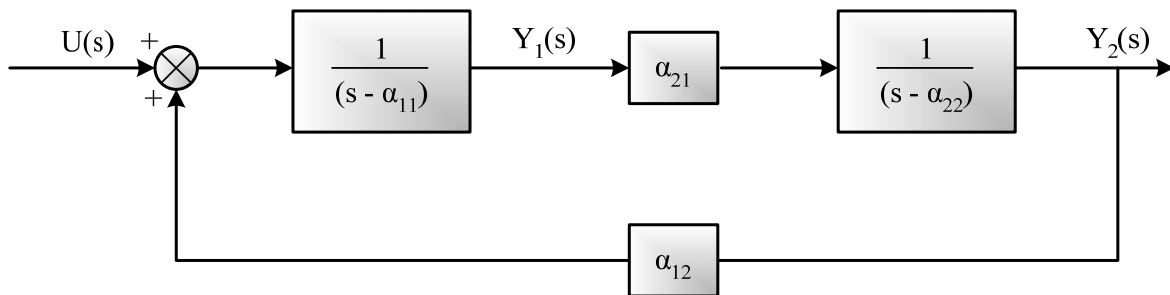 U(s)
+
+
1
(s - α₁₁)
Y₁(s)
α₂₁
1
(s - α₂₂)
Y₂(s)
α₁₂